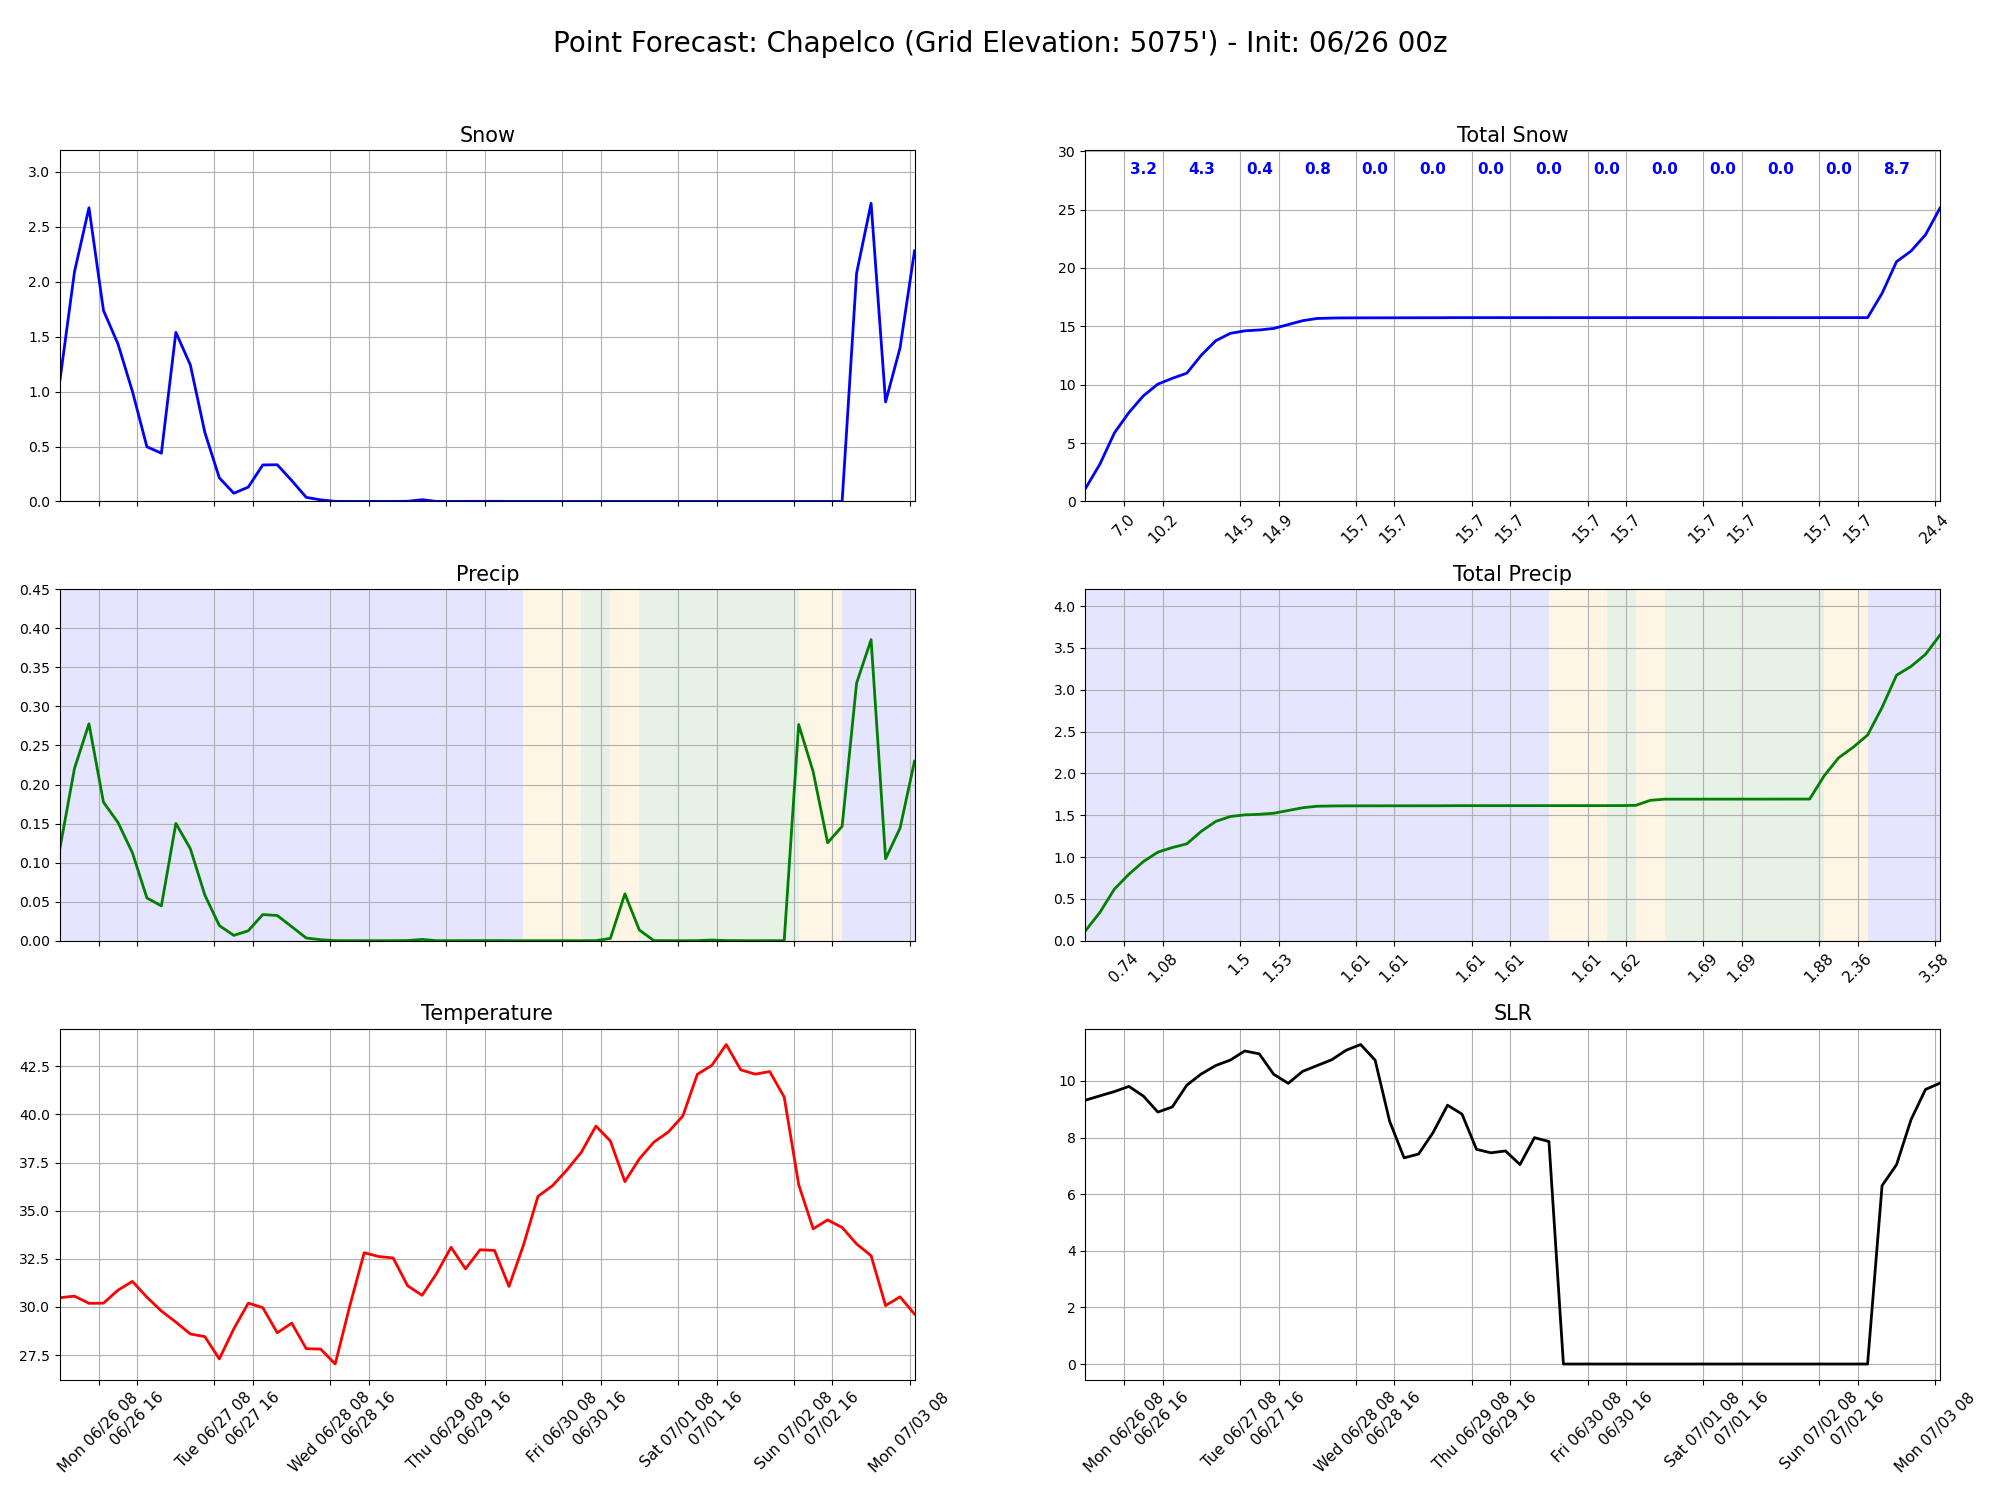 Point Forecast: Chapelco (Grid Elevation: 5075') - Init: 06/26 00z
Snow
3.0
2.5
2.0
1.5
1.0
0.5
0.0
Total Snow
30
25
20
15
10
5
0
3.2 4.3 0.4 0.8 0.0 0.0 0.0 0.0 0.0 0.0 0.0 0.0 0.0 8.7
7.0 10.2 14.5 14.9 15.7 15.7 15.7 15.7 15.7 15.7 15.7 15.7 15.7 15.7 24.4
Precip
0.45
0.40
0.35
0.30
0.25
0.20
0.15
0.10
0.05
0.00
Total Precip
4.0
3.5
3.0
2.5
2.0
1.5
1.0
0.5
0.0
0.74 1.08 1.5 1.53 1.61 1.61 1.61 1.61 1.61 1.62 1.69 1.69 1.88 2.36 3.58
Temperature
42.5
40.0
37.5
35.0
32.5
30.0
27.5
Mon 06/26 08
06/26 16
Tue 06/27 08
06/27 16
Wed 06/28 08
06/28 16
Thu 06/29 08
06/29 16
Fri 06/30 08
06/30 16
Sat 07/01 08
07/01 16
Sun 07/02 08
07/02 16
Mon 07/03 08
SLR
10
8
6
4
2
0
Mon 06/26 08
06/26 16
Tue 06/27 08
06/27 16
Wed 06/28 08
06/28 16
Thu 06/29 08
06/29 16
Fri 06/30 08
06/30 16
Sat 07/01 08
07/01 16
Sun 07/02 08
07/02 16
Mon 07/03 08